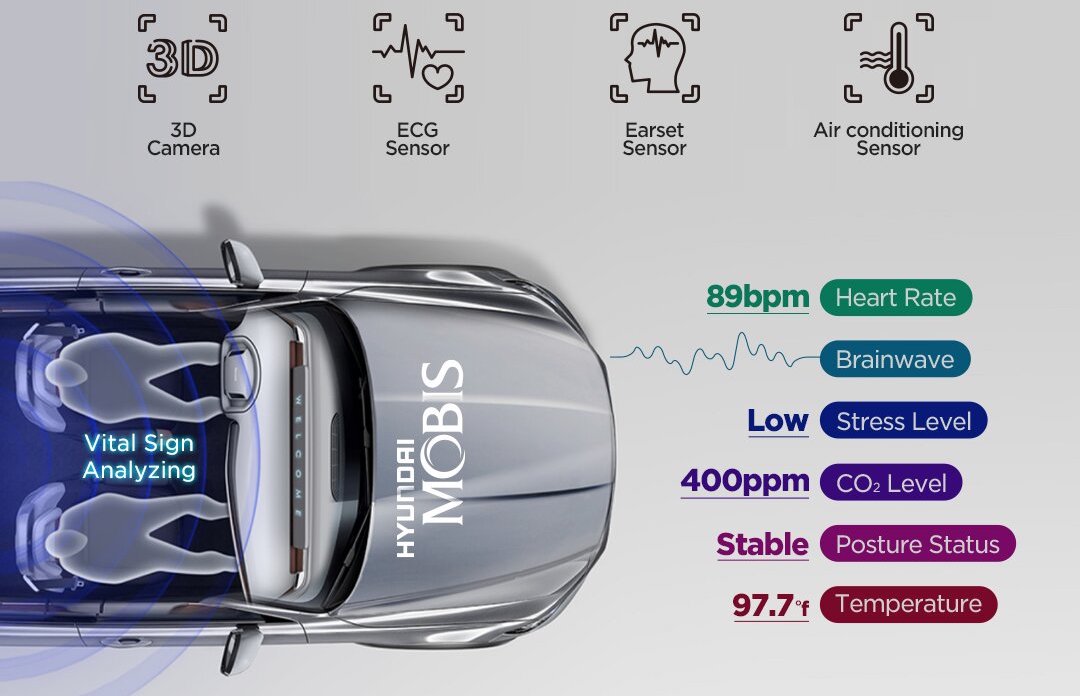 3D
3D
Camera
ECG
Sensor
Earset
Sensor
Air conditioning
Sensor
89bpm Heart Rate
Brainwave
Low Stress Level
400ppm CO₂ Level
Stable Posture Status
97.7°f Temperature
Vital Sign
Analyzing
WELCOME
HYUNDAI
MOBIS